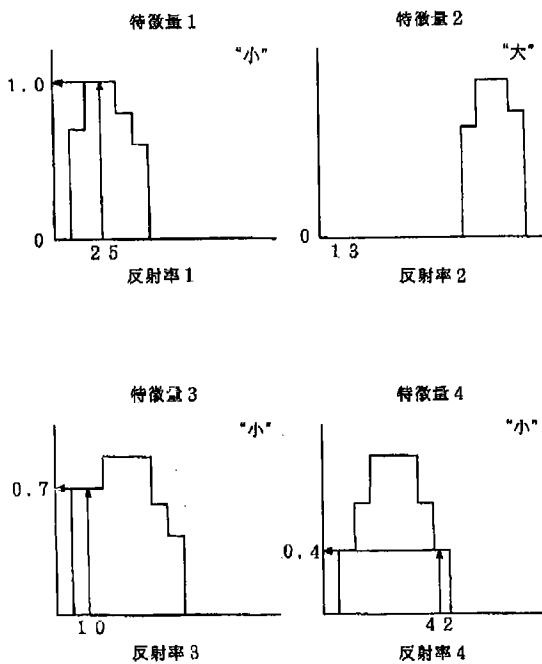 特徴量1
"小"
1.0
0
25
反射率1
特徴量2
"大"
0
13
反射率2
特徴量3
"小"
0.7
10
反射率3
特徴量4
"小"
0.4
42
反射率4